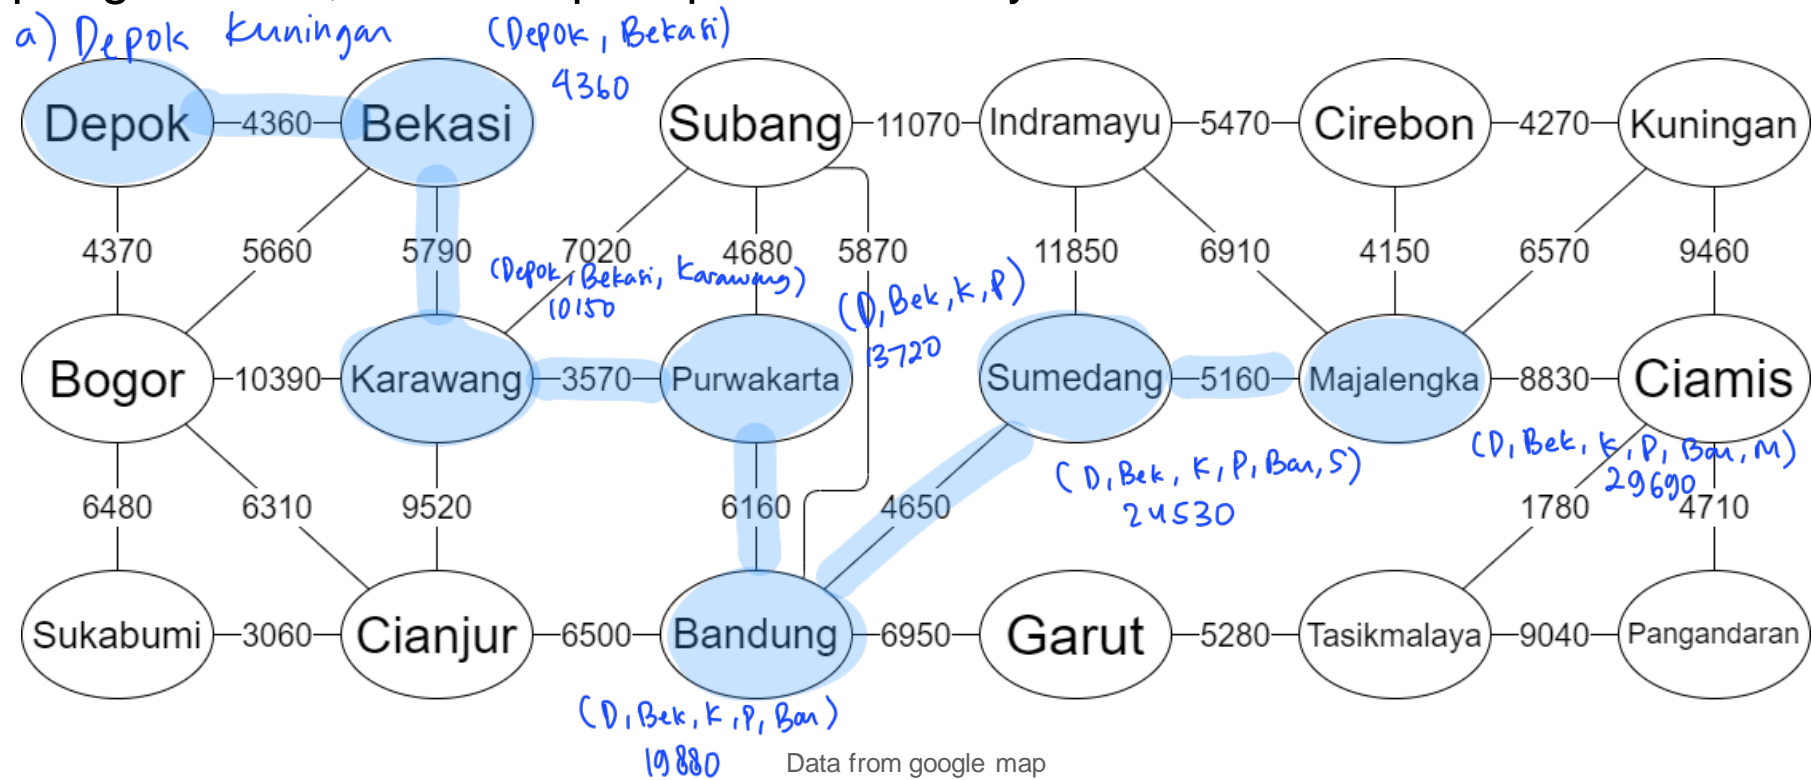 a) Depok Kuningan (Depok, Bekasi)
4360
Depok 4360 Bekasi Subang 11070 Indramayu 5470 Cirebon 4270 Kuningan
4370 5660 5790 7020 4680 5870 11850 6910 4150 6570 9460
(Depok, Bekasi, Karawang)
10150
(D, Bek, K, P)
13720
Bogor 10390 Karawang 3570 Purwakarta Sumedang 5160 Majalengka 8830 Ciamis
(D, Bek, K, P, Ban, S)
24530
(D, Bek, K, P, Ban, M)
29690
6480 6310 9520 6160 4650 1780 4710
Sukabumi 3060 Cianjur 6500 Bandung 6950 Garut 5280 Tasikmalaya 9040 Pangandaran
(D, Bek, K, P, Ban)
19880
Data from google map